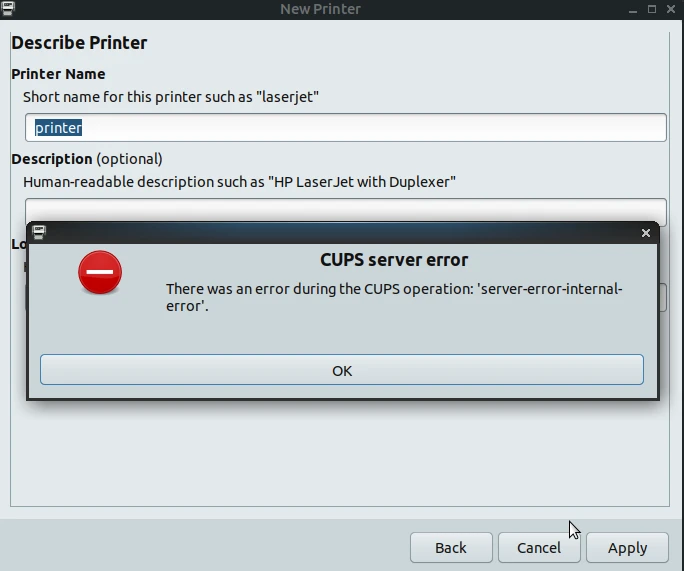 New Printer
Describe Printer
Printer Name
Short name for this printer such as "laserjet"
printer
Description (optional)
Human-readable description such as "HP LaserJet with Duplexer"
Lo
CUPS server error
There was an error during the CUPS operation: 'server-error-internal-
error'.
OK
Back
Cancel
Apply